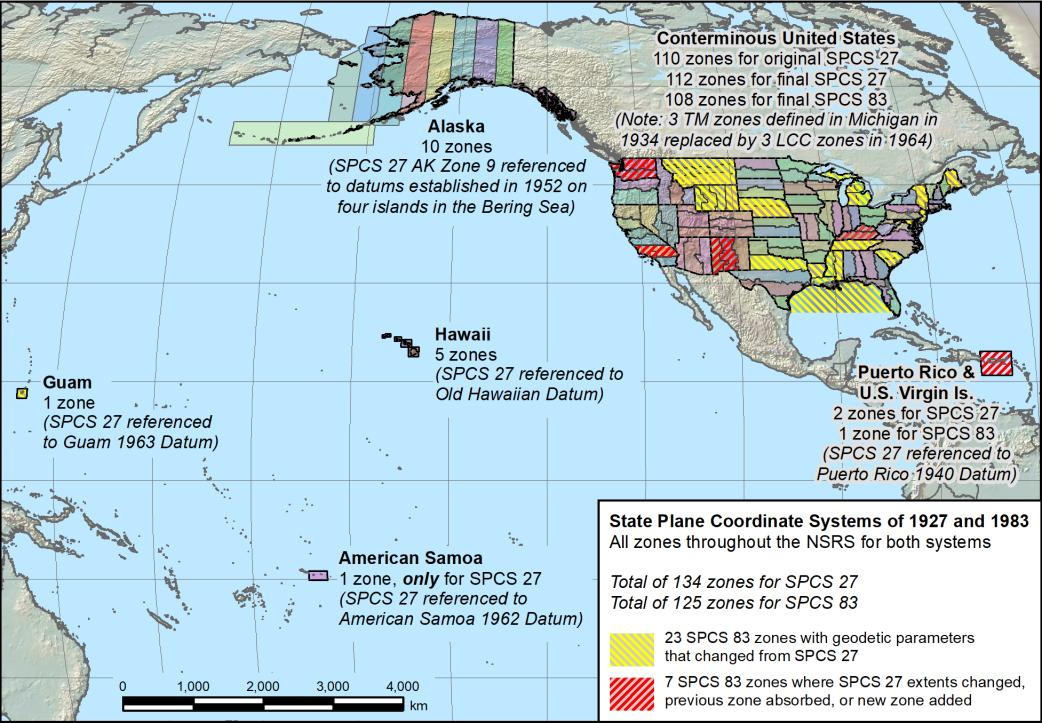 Conterminous United States
110 zones for original SPCS 27
112 zones for final SPCS 27
108 zones for final SPCS 83
(Note: 3 TM zones defined in Michigan in
1934 replaced by 3 LCC zones in 1964)
Alaska
10 zones
(SPCS 27 AK Zone 9 referenced
to datums established in 1952 on
four islands in the Bering Sea)
Hawaii
5 zones
(SPCS 27 referenced to
Old Hawaiian Datum)
Guam
1 zone
(SPCS 27 referenced
to Guam 1963 Datum)
Puerto Rico &
U.S. Virgin Is.
2 zones for SPCS 27
1 zone for SPCS 83
(SPCS 27 referenced to
Puerto Rico 1940 Datum)
American Samoa
1 zone, only for SPCS 27
(SPCS 27 referenced to
American Samoa 1962 Datum)
0 1,000 2,000 3,000 4,000
km
State Plane Coordinate Systems of 1927 and 1983
All zones throughout the NSRS for both systems
Total of 134 zones for SPCS 27
Total of 125 zones for SPCS 83
23 SPCS 83 zones with geodetic parameters
that changed from SPCS 27
7 SPCS 83 zones where SPCS 27 extents changed,
previous zone absorbed, or new zone added